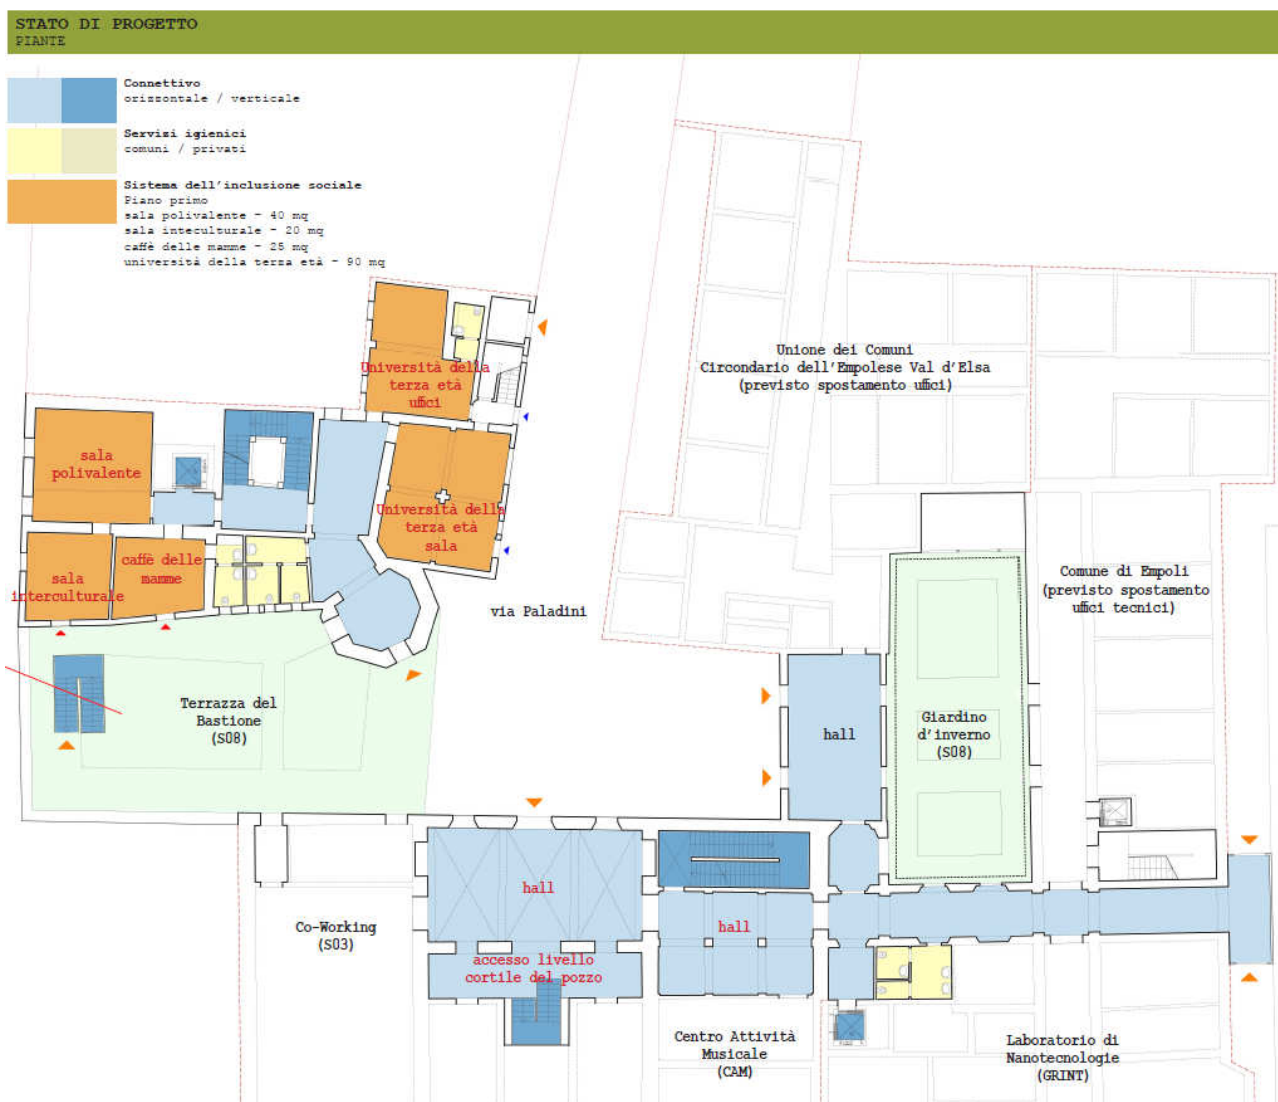 STATO DI PROGETTO
PIANTE
Connettivo
orizzontale / verticale
Servizi igienici
comuni / privati
Sistema dell'inclusione sociale
Piano primo
sala polivalente - 40 mq
sala inteculturale - 20 mq
caffè delle mamme - 25 mq
università della terza età - 90 mq
Unione dei Comuni
Circondario dell'Empolese Val d'Elsa
(previsto spostamento uffici)
Università della
terza età
uffici
sala
polivalente
Università della
terza età
sala
caffè delle
mamme
sala
interculturale
via Paladini
Comune di Empoli
(previsto spostamento
uffici tecnici)
Terrazza del
Bastione
(S08)
hall
Giardino
d'inverno
(S08)
hall
hall
Co-Working
(S03)
accesso livello
cortile del pozzo
Centro Attività
Musicale
(CAM)
Laboratorio di
Nanotecnologie
(GRINT)